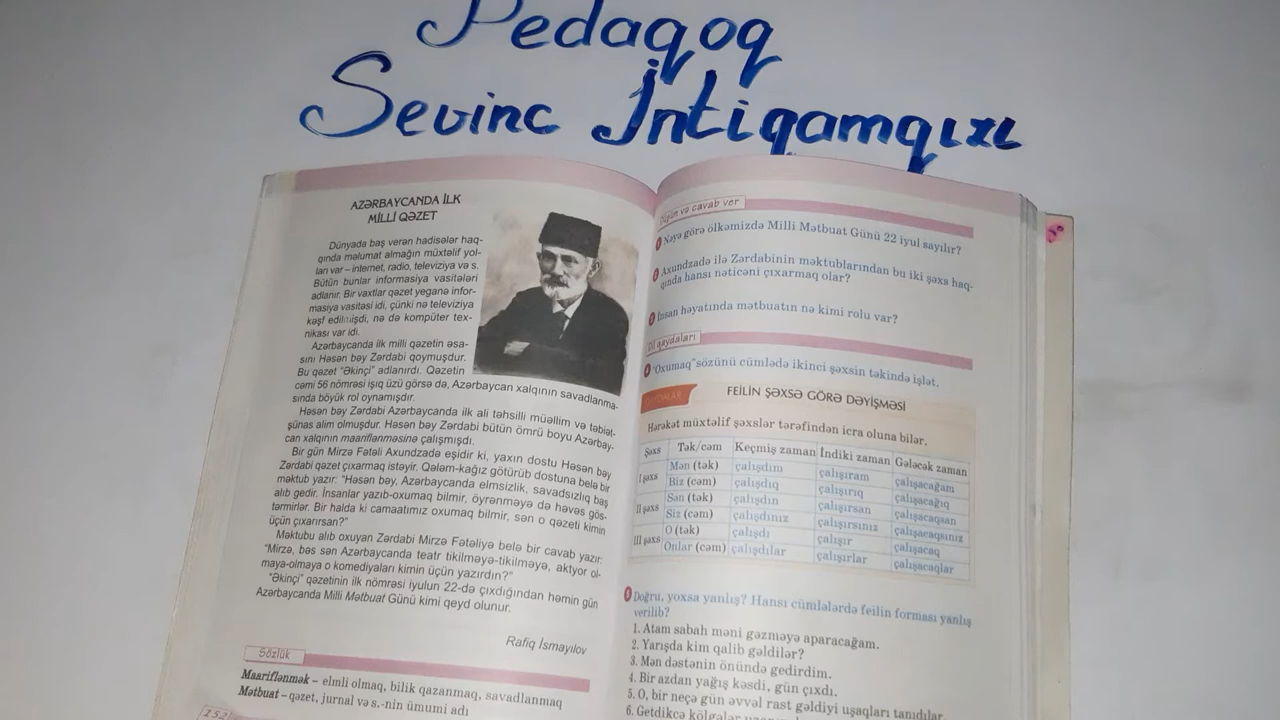 Pedaqoq
Sevinc İntiqamqızı
AZƏRBAYCANDA İLK
MİLLİ QƏZET
Dünyada baş verən hadisələr haq-
qında məlumat almağın müxtəlif yol-
ları var – internet, radio, televiziya və s.
Bütün bunlar informasiya vasitələri
adlanır. Bir vaxtlar qəzet yeganə infor-
masiya vasitəsi idi, çünki nə televiziya
kəşf edilmişdi, nə də kompüter tex-
nikası var idi.
Azərbaycanda ilk milli qəzetin əsa-
sını Həsən bəy Zərdabi qoymuşdur.
Bu qəzet "Əkinçi" adlanırdı. Qəzetin
cəmi 56 nömrəsi işıq üzü görsə də, Azərbaycan xalqının savadlanma-
sında böyük rol oynamışdır.
Həsən bəy Zərdabi Azərbaycanda ilk ali təhsilli müəllim və təbiət-
şünas alim olmuşdur. Həsən bəy Zərdabi bütün ömrü boyu Azərbay-
can xalqının maariflənməsinə çalışmışdı.
Bir gün Mirzə Fətəli Axundzadə eşidir ki, yaxın dostu Həsən bəy
Zərdabi qəzet çıxarmaq istəyir. Qələm-kağız götürüb dostuna belə bir
məktub yazır: "Həsən bəy, Azərbaycanda elmsizlik, savadsızlıq baş
alıb gedir. İnsanlar yazıb-oxumaq bilmir, öyrənməyə də həvəs gös-
tərmirlər. Bir halda ki camaatımız oxumaq bilmir, sən o qəzeti kimin
üçün çıxarırsan?"
Məktubu alıb oxuyan Zərdabi Mirzə Fətəliyə belə bir cavab yazır:
"Mirzə, bəs sən Azərbaycanda teatr tikilməyə-tikilməyə, aktyor ol-
maya-olmaya o komediyaları kimin üçün yazırdın?"
"Əkinçi" qəzetinin ilk nömrəsi iyulun 22-də çıxdığından həmin gün
Azərbaycanda Milli Mətbuat Günü kimi qeyd olunur.
Rafiq İsmayılov
Sözlük
Maariflənmək – elmli olmaq, bilik qazanmaq, savadlanmaq
Mətbuat – qəzet, jurnal və s.-nin ümumi adı
152
Düşün və cavab ver
1 Nəyə görə ölkəmizdə Milli Mətbuat Günü 22 iyul sayılır?
2 Axundzadə ilə Zərdabinin məktublarından bu iki şəxs haq-
qında hansı nəticəni çıxarmaq olar?
3 İnsan həyatında mətbuatın nə kimi rolu var?
Dil qaydaları
4 "Oxumaq" sözünü cümlədə ikinci şəxsin təkində işlət.
FEİLİN ŞƏXSƏ GÖRƏ DƏYİŞMƏSİ
Hərəkət müxtəlif şəxslər tərəfindən icra oluna bilər.
Şəxs Tək/cəm Keçmiş zaman İndiki zaman Gələcək zaman
I şəxs Mən (tək) çalışdım çalışıram çalışacağam
Biz (cəm) çalışdıq çalışırıq çalışacağıq
II şəxs Sən (tək) çalışdın çalışırsan çalışacaqsan
Siz (cəm) çalışdınız çalışırsınız çalışacaqsınız
III şəxs O (tək) çalışdı çalışır çalışacaq
Onlar (cəm) çalışdılar çalışırlar çalışacaqlar
5 Doğru, yoxsa yanlış? Hansı cümlələrdə feilin forması yanlış
verilib?
1. Atam sabah məni gəzməyə aparacağam.
2. Yarışda kim qalib gəldilər?
3. Mən dəstənin önündə gedirdim.
4. Bir azdan yağış kəsdi, gün çıxdı.
5. O, bir neçə gün əvvəl rast gəldiyi uşaqları tanıdılar.
6. Getdikcə kölgələr